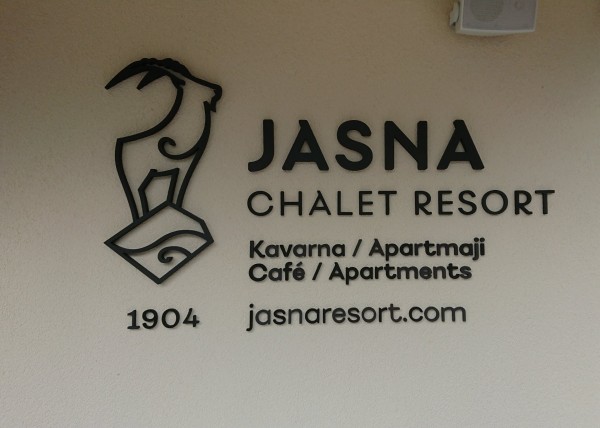 JASNA
CHALET RESORT
Kavarna / Apartmaji
Café / Apartments
1904
jasnaresort.com